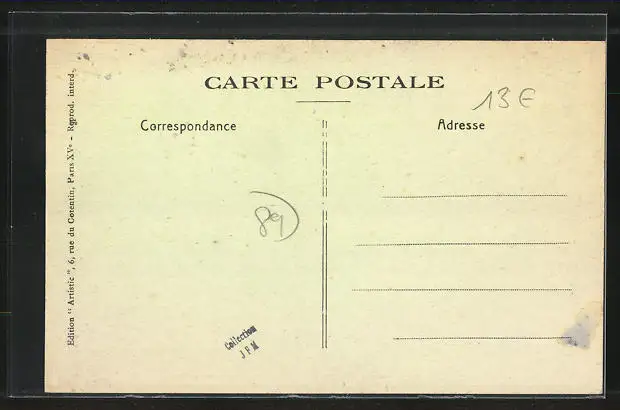 CARTE POSTALE
13€
Correspondance
Adresse
89
Edition " Artistic ", 6, rue du Cotentin, Paris XVe - Reprod. interd.
Collection
J F M